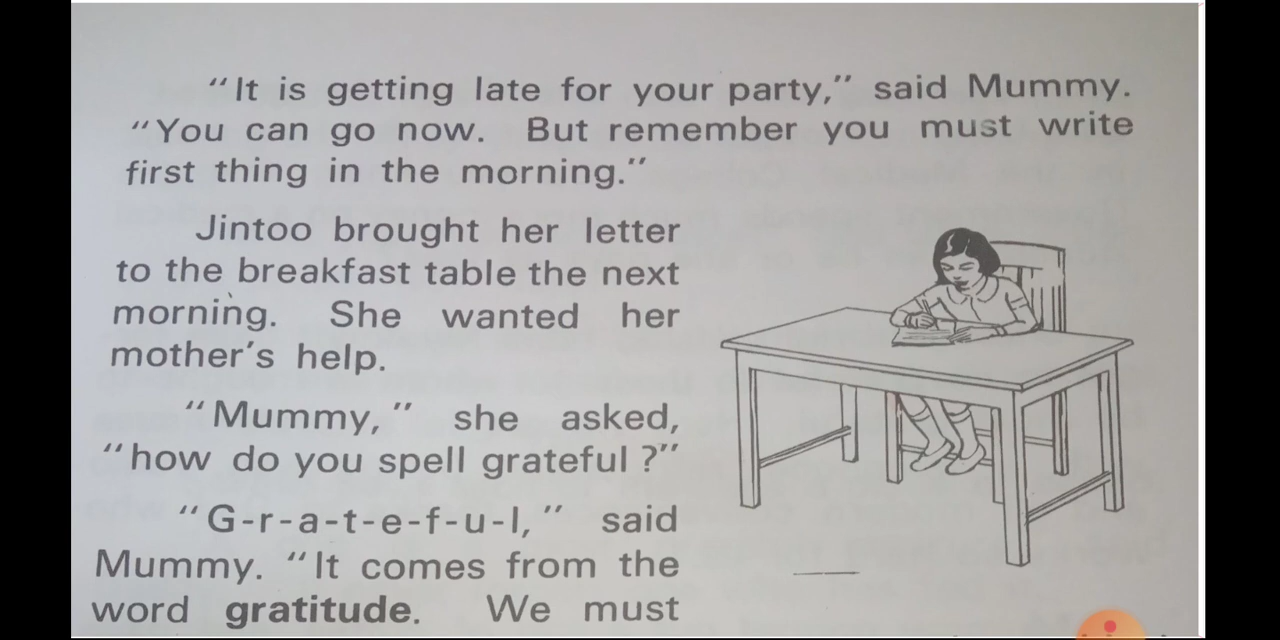 “It is getting late for your party,” said Mummy.
“You can go now. But remember you must write
first thing in the morning.”
Jintoo brought her letter
to the breakfast table the next
morning. She wanted her
mother’s help.
“Mummy,” she asked,
“how do you spell grateful ?”
“G-r-a-t-e-f-u-l,” said
Mummy. “It comes from the
word gratitude. We must